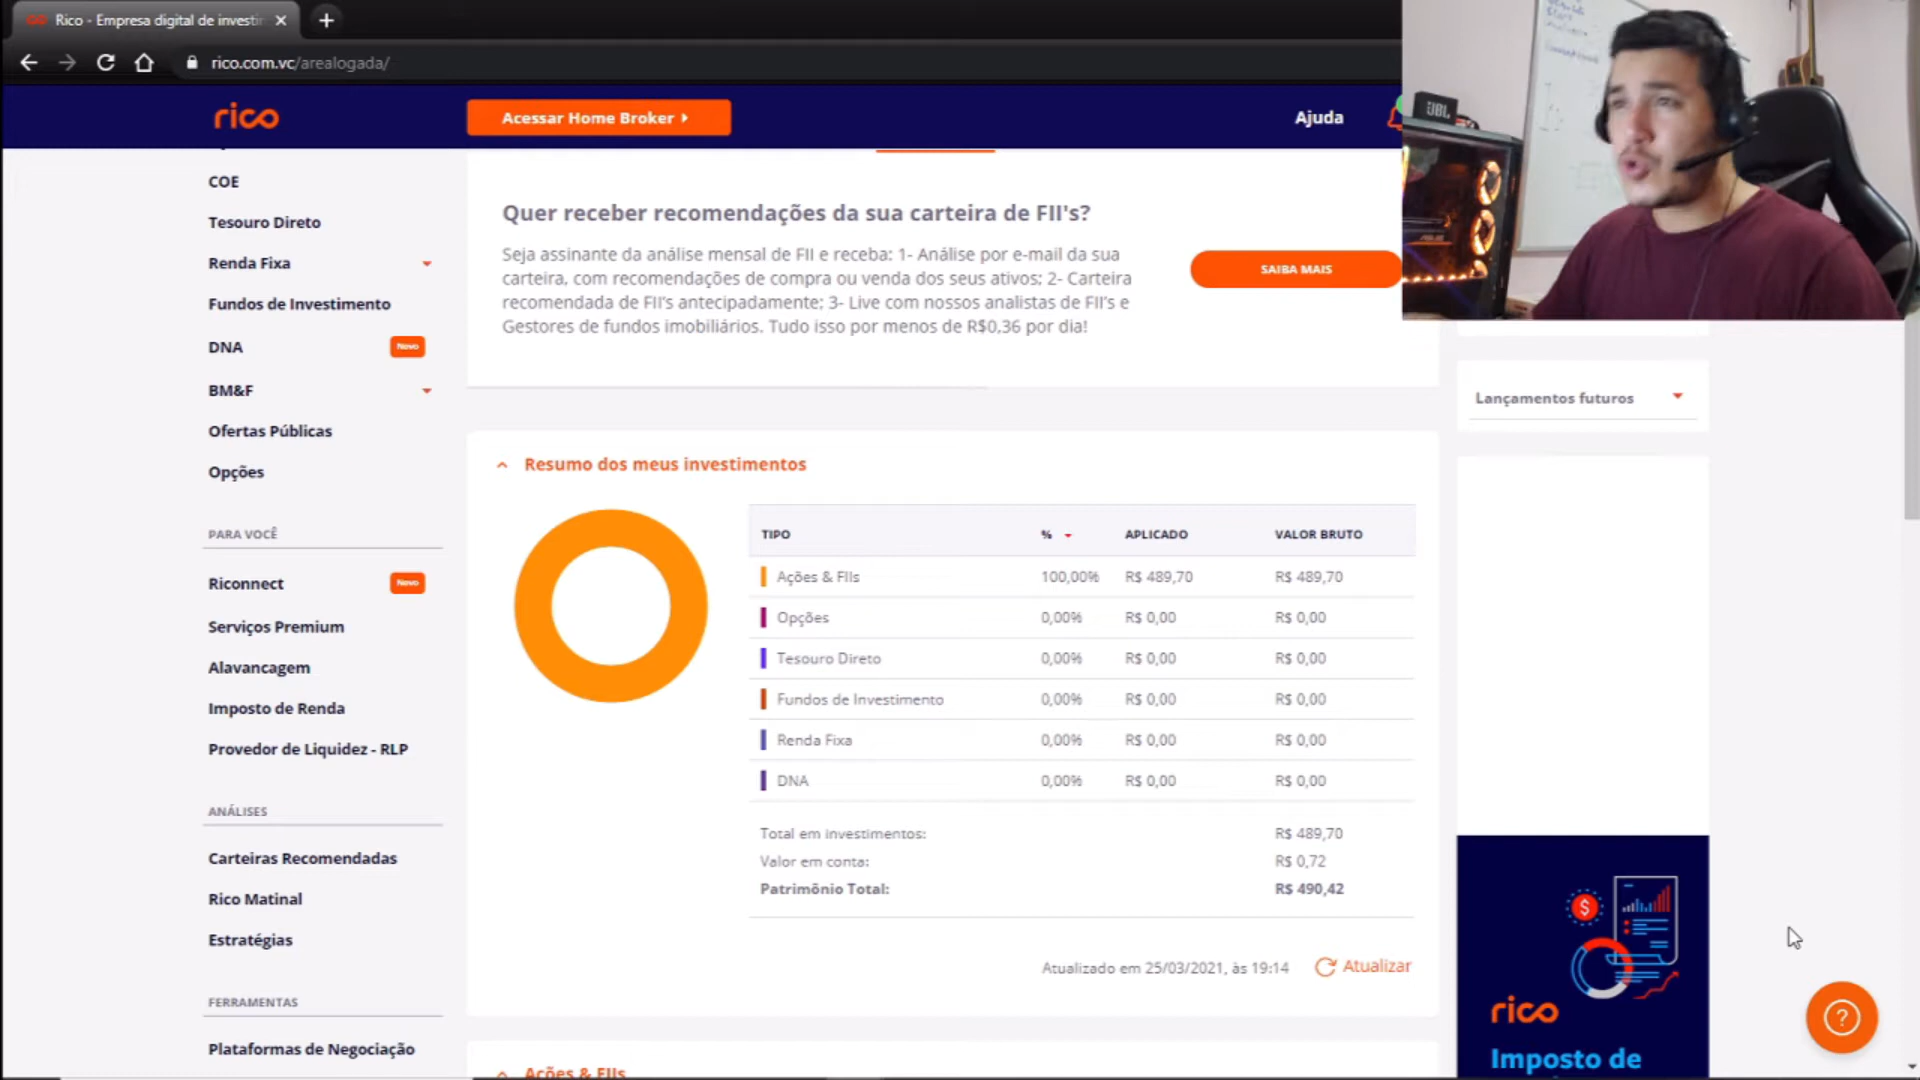 Rico - Empresa digital de investi
rico.com.vc/arealogada/
rico
Acessar Home Broker
Ajuda
COE
Tesouro Direto
Renda Fixa
Fundos de Investimento
DNA
Novo
BM&F
Ofertas Públicas
Opções
PARA VOCÊ
Riconnect
Novo
Serviços Premium
Alavancagem
Imposto de Renda
Provedor de Liquidez - RLP
ANÁLISES
Carteiras Recomendadas
Rico Matinal
Estratégias
FERRAMENTAS
Plataformas de Negociação
Quer receber recomendações da sua carteira de FII's?
Seja assinante da análise mensal de FII e receba: 1- Análise por e-mail da sua
carteira, com recomendações de compra ou venda dos seus ativos; 2- Carteira
recomendada de FII's antecipadamente; 3- Live com nossos analistas de FII's e
Gestores de fundos imobiliários. Tudo isso por menos de R$0,36 por dia!
SAIBA MAIS
Resumo dos meus investimentos
TIPO % APLICADO VALOR BRUTO
Ações & FIIs 100,00% R$ 489,70 R$ 489,70
Opções 0,00% R$ 0,00 R$ 0,00
Tesouro Direto 0,00% R$ 0,00 R$ 0,00
Fundos de Investimento 0,00% R$ 0,00 R$ 0,00
Renda Fixa 0,00% R$ 0,00 R$ 0,00
DNA 0,00% R$ 0,00 R$ 0,00
Total em investimentos: R$ 489,70
Valor em conta: R$ 0,72
Patrimônio Total: R$ 490,42
Atualizado em 25/03/2021, às 19:14 Atualizar
Ações & FIIs
JBL
Lançamentos futuros
rico
Imposto de
?